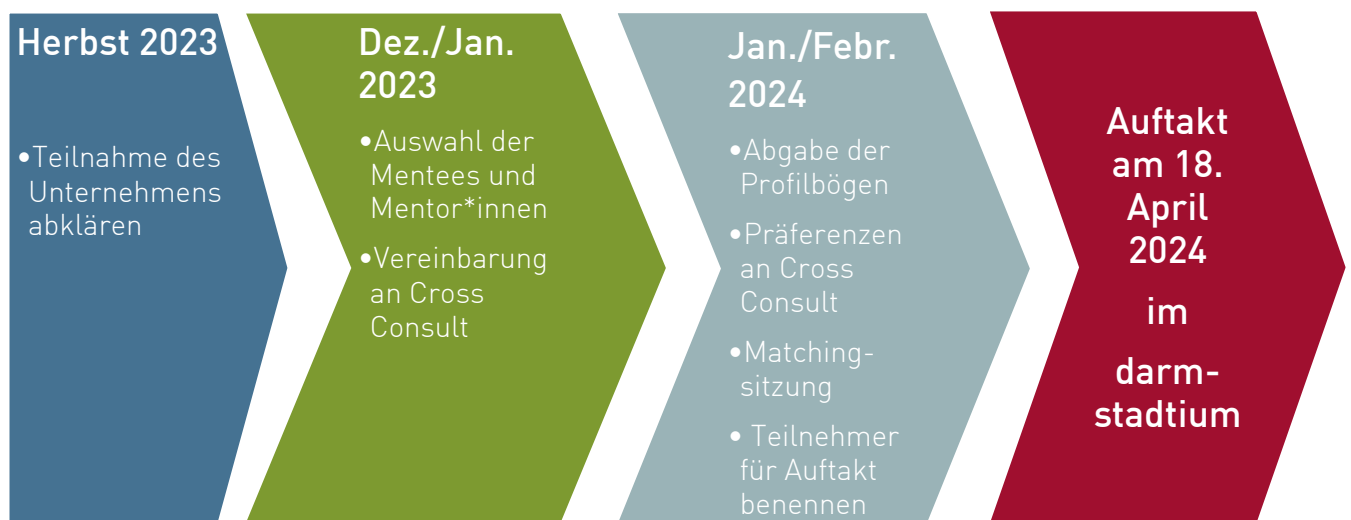 Herbst 2023
•Teilnahme des
Unternehmens
abklären
Dez./Jan.
2023
•Auswahl der
Mentees und
Mentor*innen
•Vereinbarung
an Cross
Consult
Jan./Febr.
2024
•Abgabe der
Profilbögen
•Präferenzen
an Cross
Consult
•Matching-
sitzung
• Teilnehmer
für Auftakt
benennen
Auftakt
am 18.
April
2024
im
darm-
stadtium